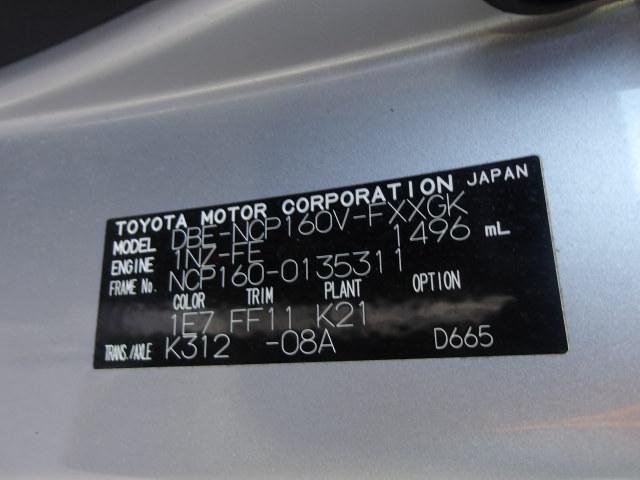 TOYOTA MOTOR CORPORATION JAPAN
MODEL DBE-NCP160V-FXXGK
ENGINE 1NZ-FE 1496 mL
FRAME No. NCP160-0135311
COLOR TRIM PLANT OPTION
1E7 FF11 K21
TRANS./AXLE K312 -08A D665